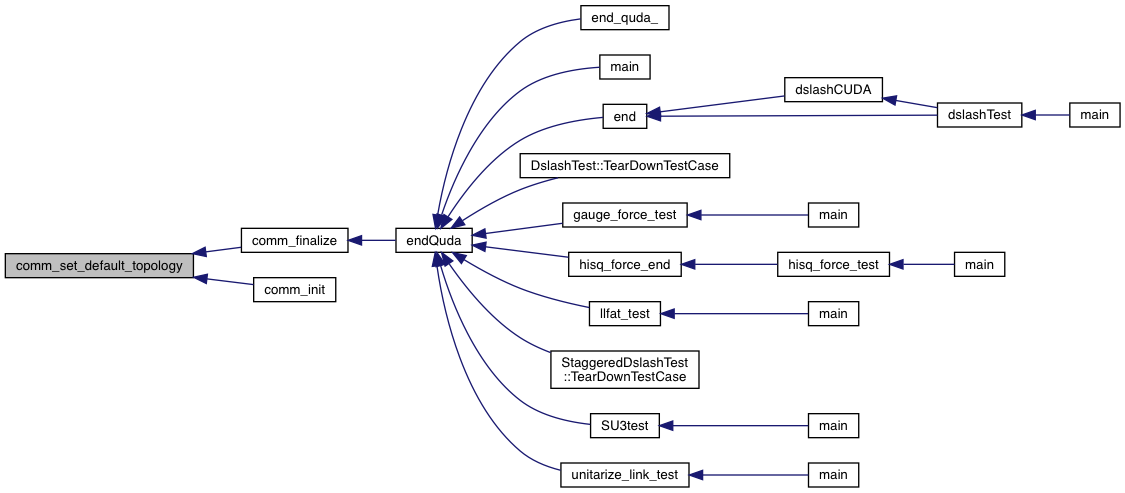 end_quda_
main
dslashCUDA
end
dslashTest
main
DslashTest::TearDownTestCase
gauge_force_test
main
comm_finalize
endQuda
comm_set_default_topology
hisq_force_end
hisq_force_test
main
comm_init
llfat_test
main
StaggeredDslashTest
::TearDownTestCase
SU3test
main
unitarize_link_test
main